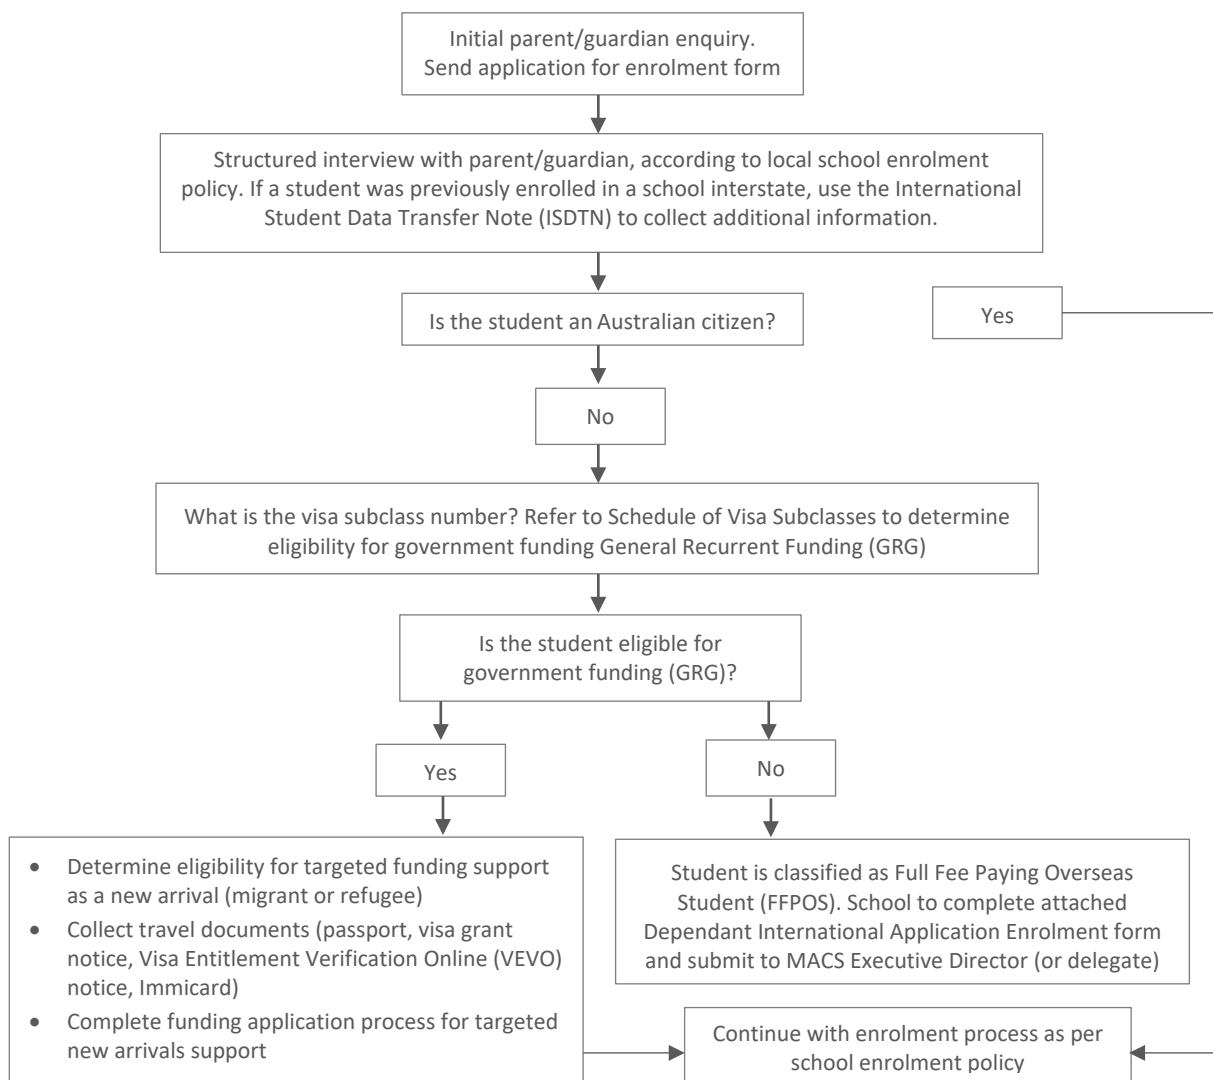 Initial parent/guardian enquiry.
Send application for enrolment form
Structured interview with parent/guardian, according to local school enrolment
policy. If a student was previously enrolled in a school interstate, use the International
Student Data Transfer Note (ISDTN) to collect additional information.
Is the student an Australian citizen?
Yes
No
What is the visa subclass number? Refer to Schedule of Visa Subclasses to determine
eligibility for government funding General Recurrent Funding (GRG)
Is the student eligible for
government funding (GRG)?
Yes
No
• Determine eligibility for targeted funding support
as a new arrival (migrant or refugee)
• Collect travel documents (passport, visa grant
notice, Visa Entitlement Verification Online (VEVO)
notice, Immicard)
• Complete funding application process for targeted
new arrivals support
Student is classified as Full Fee Paying Overseas
Student (FFPOS). School to complete attached
Dependant International Application Enrolment form
and submit to MACS Executive Director (or delegate)
Continue with enrolment process as per
school enrolment policy